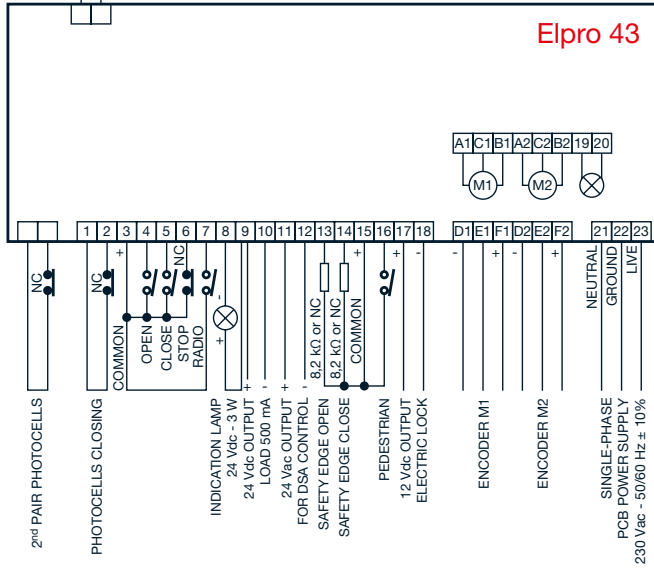 Elpro 43
A1 C1 B1 A2 C2 B2 19 20
M1 M2
1 2 3 4 5 6 7 8 9 10 11 12 13 14 15 16 17 18 D1 E1 F1 D2 E2 F2 21 22 23
NC
2nd PAIR PHOTOCELLS
NC
PHOTOCELLS CLOSING
+
COMMON
OPEN
CLOSE
NC
STOP
RADIO
-
+
INDICATION LAMP
24 Vdc - 3 W
24 Vdc OUTPUT +
LOAD 500 mA -
24 Vac OUTPUT +
FOR DSA CONTROL -
8,2 kΩ or NC
SAFETY EDGE OPEN
8,2 kΩ or NC
SAFETY EDGE CLOSE
+
COMMON
PEDESTRIAN
+
12 Vdc OUTPUT
-
ELECTRIC LOCK
-
+
ENCODER M1
-
+
ENCODER M2
NEUTRAL
GROUND
LIVE
SINGLE-PHASE
PCB POWER SUPPLY
230 Vac - 50/60 Hz ± 10%